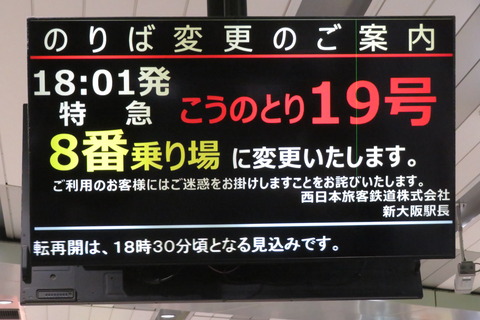 のりば変更のご案内
18:01発
特急 こうのとり19号
8番乗り場 に変更いたします。
ご利用のお客様にはご迷惑をお掛けしますことをお詫びいたします。
西日本旅客鉄道株式会社
新大阪駅長
転再開は、18時30分頃となる見込みです。